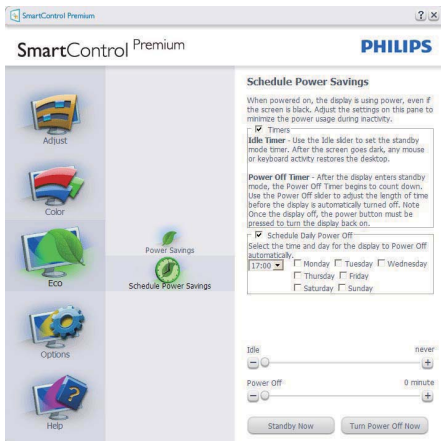 SmartControl Premium
? ×
SmartControl Premium
PHILIPS
Adjust
Color
Eco
Options
Help
Power Savings
Schedule Power Savings
Schedule Power Savings
When powered on, the display is using power, even if
the screen is black. Adjust the settings on this pane to
minimize the power usage during inactivity.
Timers
Idle Timer - Use the Idle slider to set the standby
mode timer. After the screen goes dark, any mouse
or keyboard activity restores the desktop.
Power Off Timer - After the display enters standby
mode, the Power Off Timer begins to count down.
Use the Power Off slider to adjust the length of time
before the display is automatically turned off. Note
Once the display off, the power button must be
pressed to turn the display back on.
Schedule Daily Power Off
Select the time and day for the display to Power Off
automatically.
17:00 Monday Tuesday Wednesday
Thursday Friday
Saturday Sunday
Idle never
Power Off 0 minute
Standby Now Turn Power Off Now